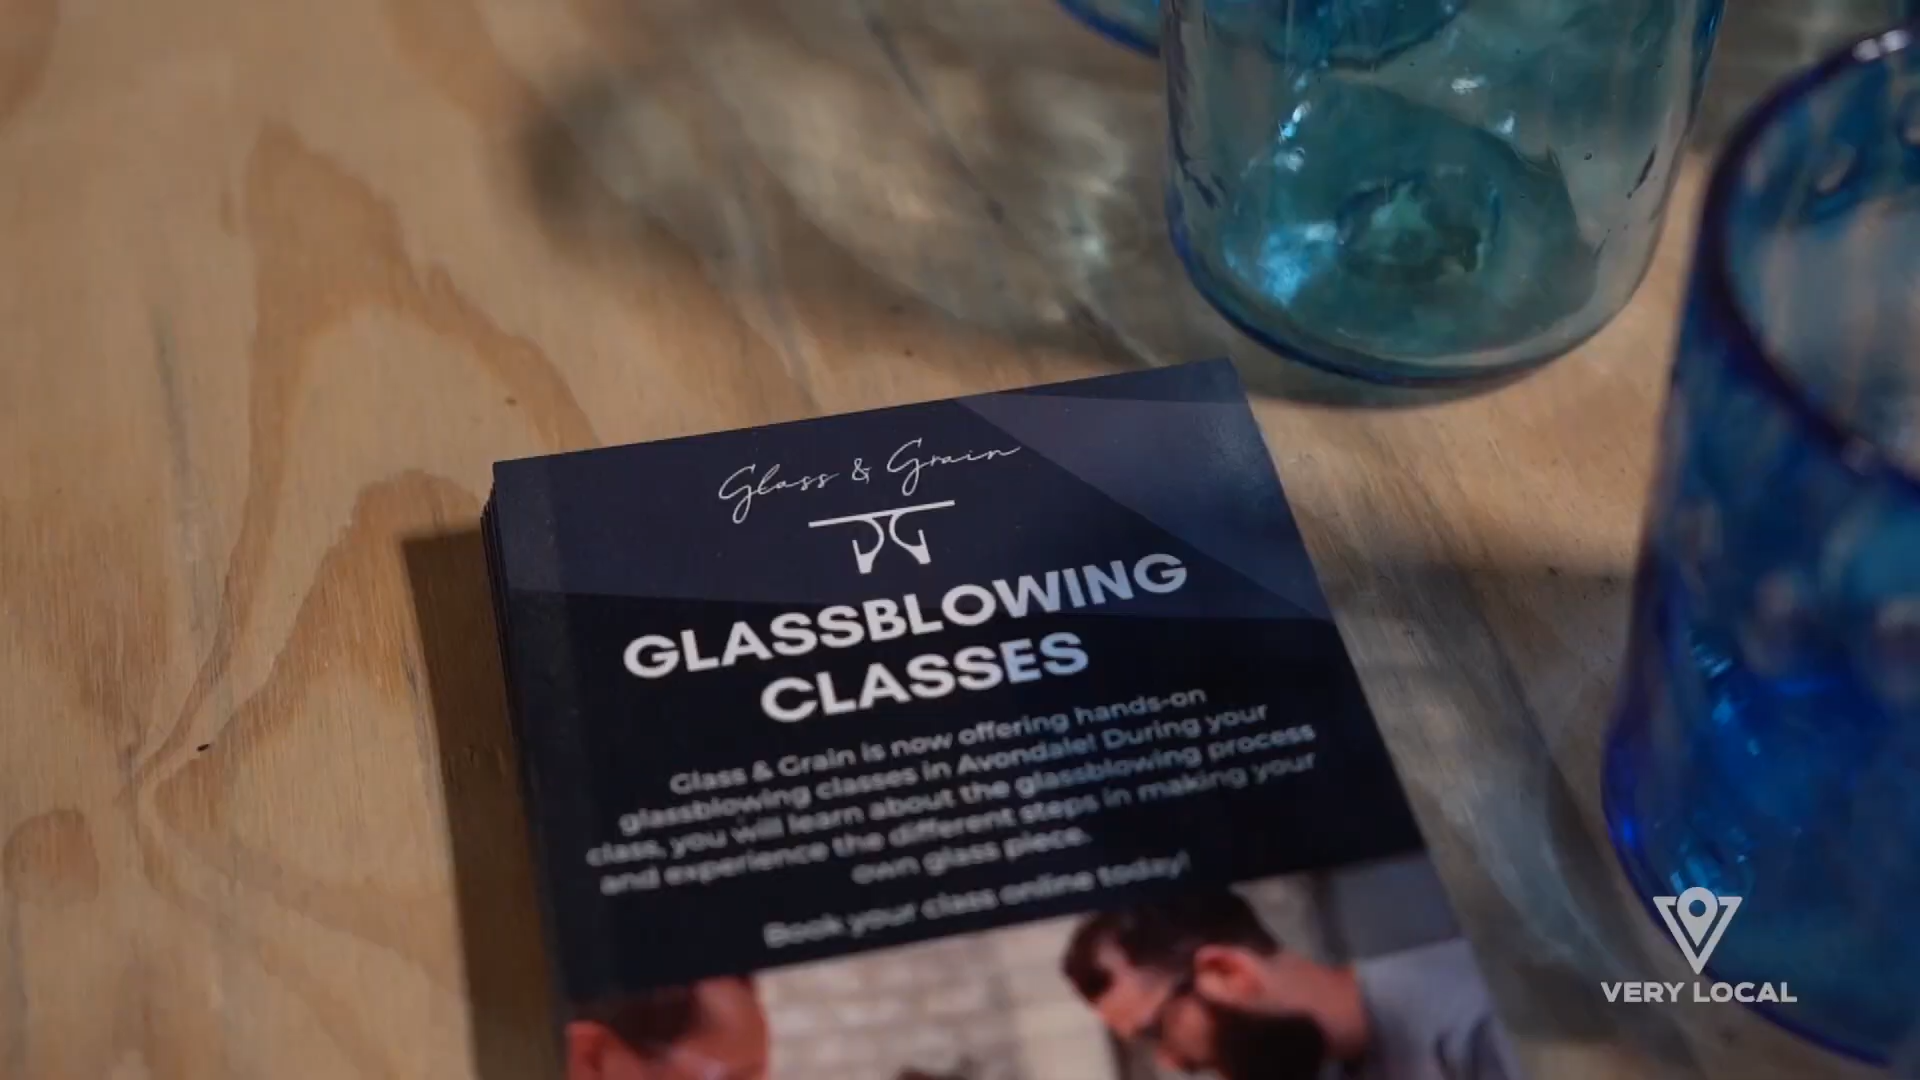 Glass & Grain
GLASSBLOWING
CLASSES
Glass & Grain is now offering hands-on
glassblowing classes in Avondale! During your
class, you will learn about the glassblowing process
and experience the different steps in making your
own glass piece.
Book your class online today!
VERY LOCAL